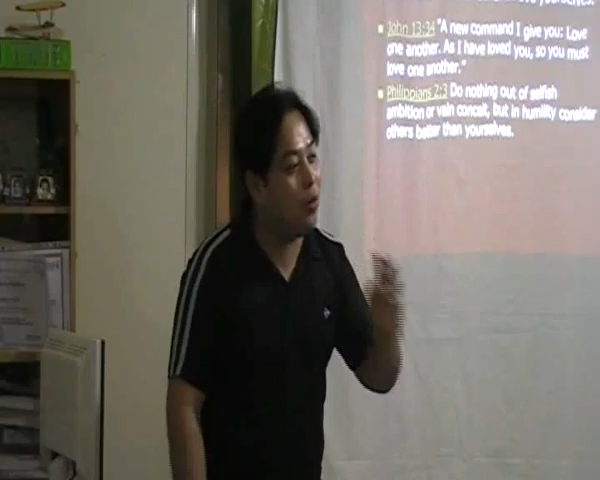 yourselves.
John 13:34 "A new command I give you: Love
one another. As I have loved you, so you must
love one another."
Philippians 2:3 Do nothing out of selfish
ambition or vain conceit, but in humility consider
others better than yourselves.